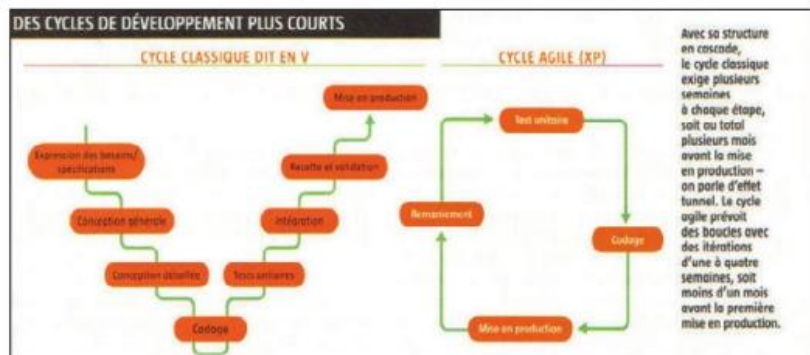 DES CYCLES DE DÉVELOPPEMENT PLUS COURTS
CYCLE CLASSIQUE DIT EN V
Mise en production
Expression des besoins/
spécifications
Recette et validation
Conception générale
Intégration
Conception détaillée
Tests unitaires
Codage
CYCLE AGILE (XP)
Test unitaire
Remaniement
Codage
Mise en production
Avec sa structure
en cascade,
le cycle classique
exige plusieurs
semaines
à chaque étape,
soit au total
plusieurs mois
avant la mise
en production –
on parle d'effet
tunnel. Le cycle
agile prévoit
des boucles avec
des itérations
d'une à quatre
semaines, soit
moins d'un mois
avant la première
mise en production.